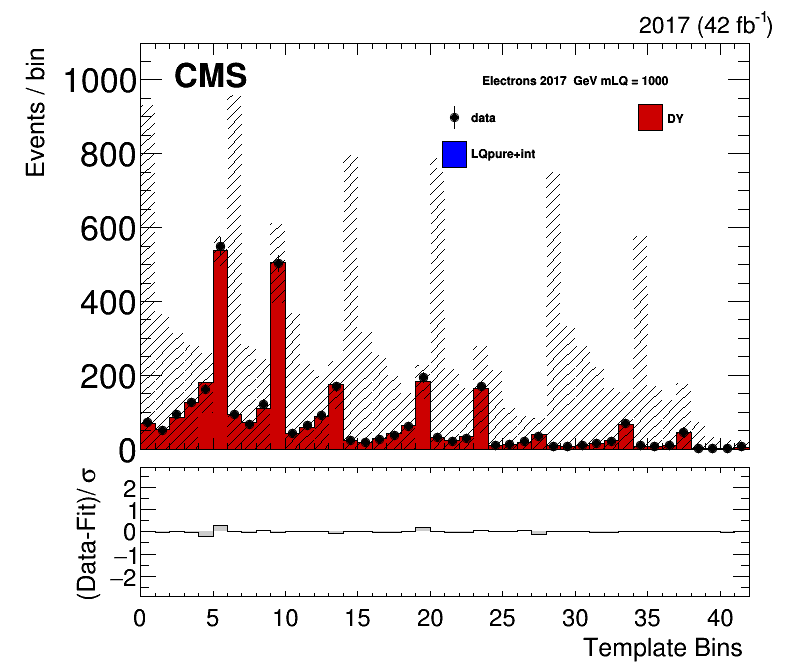 2017 (42 fb-1)
CMS
Electrons 2017 GeV mLQ = 1000
data
DY
LQpure+int
Events / bin
1000
800
600
400
200
0
(Data-Fit)/ σ
2
1
0
−1
−2
0 5 10 15 20 25 30 35 40
Template Bins